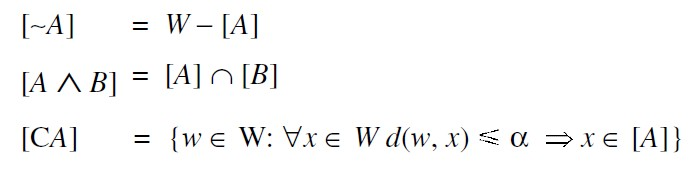 [~A] = W – [A]
[A ∧ B] = [A] ∩ [B]
[CA] = {w ∈ W: ∀x ∈ W d(w, x) ⩽ α ⇒ x ∈ [A]}